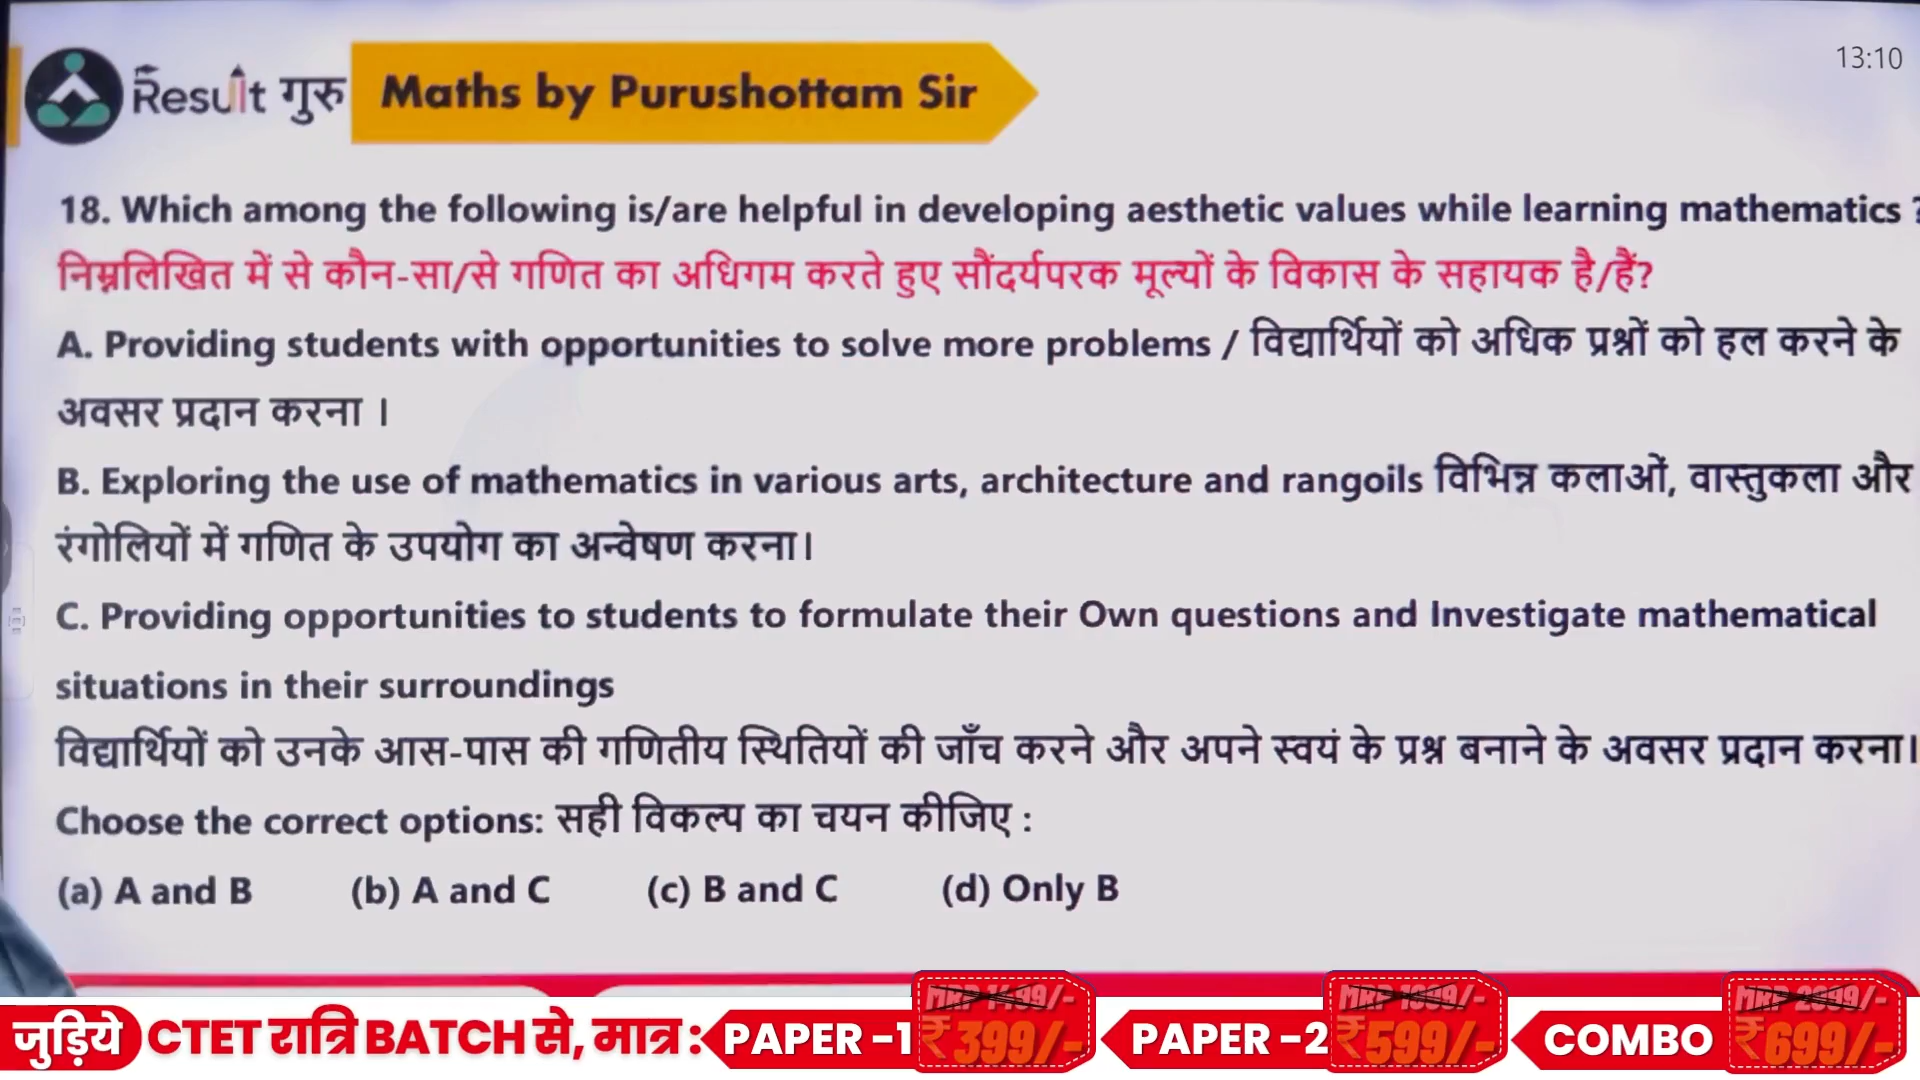 13:10
Result गुरु Maths by Purushottam Sir
18. Which among the following is/are helpful in developing aesthetic values while learning mathematics ?
निम्नलिखित में से कौन-सा/से गणित का अधिगम करते हुए सौंदर्यपरक मूल्यों के विकास के सहायक है/हैं?
A. Providing students with opportunities to solve more problems / विद्यार्थियों को अधिक प्रश्नों को हल करने के
अवसर प्रदान करना ।
B. Exploring the use of mathematics in various arts, architecture and rangoils विभिन्न कलाओं, वास्तुकला और
रंगोलियों में गणित के उपयोग का अन्वेषण करना।
C. Providing opportunities to students to formulate their Own questions and Investigate mathematical
situations in their surroundings
विद्यार्थियों को उनके आस-पास की गणितीय स्थितियों की जाँच करने और अपने स्वयं के प्रश्न बनाने के अवसर प्रदान करना।
Choose the correct options: सही विकल्प का चयन कीजिए :
(a) A and B (b) A and C (c) B and C (d) Only B
MRP 1499/- MRP 1899/- MRP 2899/-
जुड़िये CTET रात्रि BATCH से, मात्र : PAPER -1 ₹399/- PAPER -2 ₹599/- COMBO ₹699/-